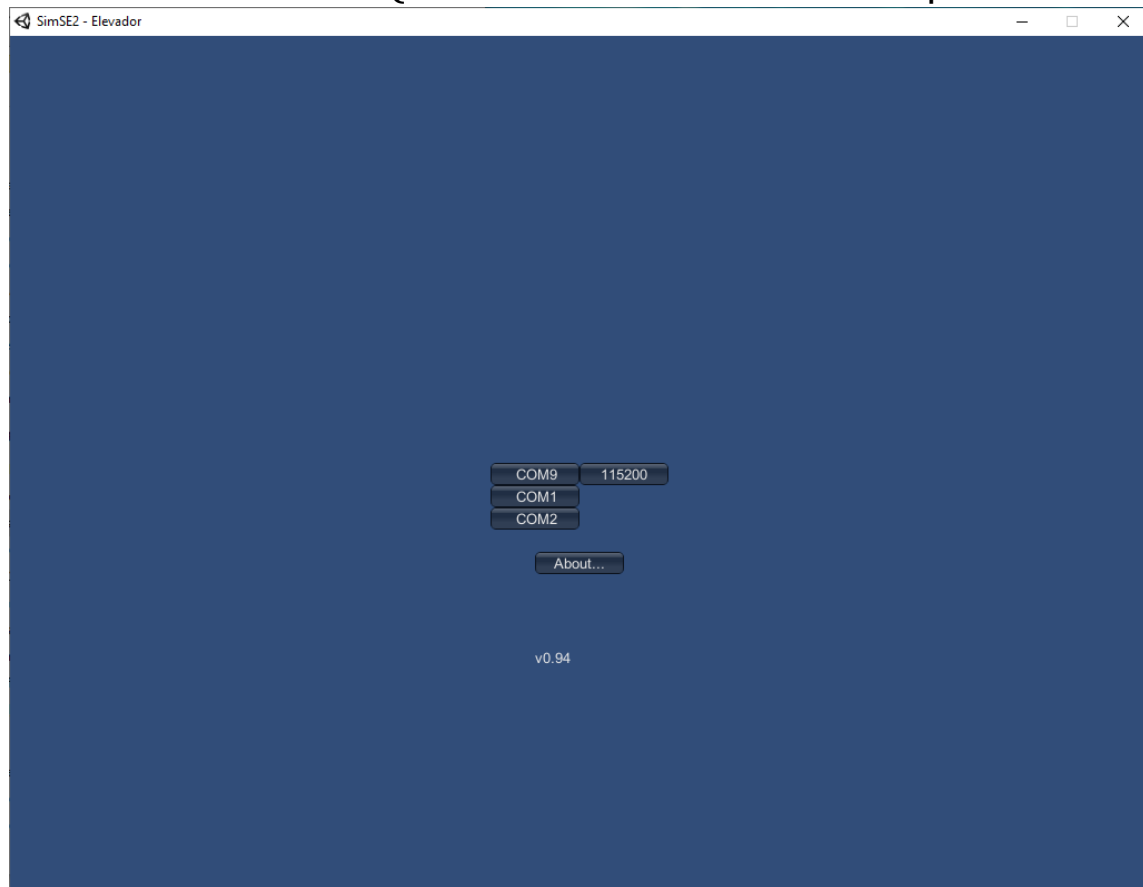 SimSE2 - Elevador
COM9 115200
COM1
COM2
About...
v0.94